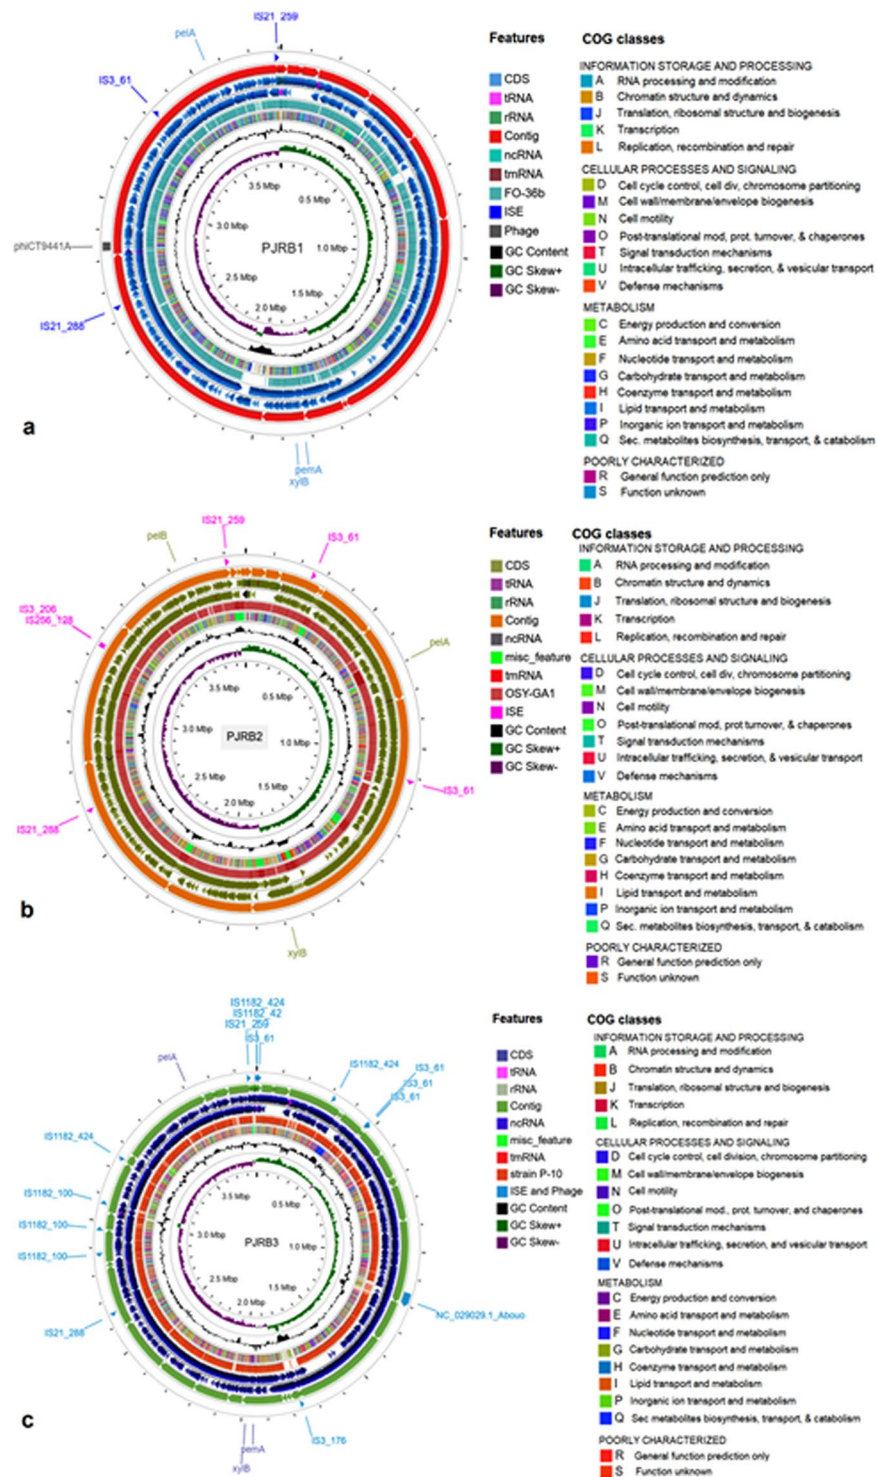 IS21_259
pelA
IS3_61
phiCT9441A
IS21_288
pemA
xylB
3.5 Mbp
0.5 Mbp
3.0 Mbp
PJRB1
1.0 Mbp
2.5 Mbp
1.5 Mbp
2.0 Mbp
a
Features
CDS
tRNA
rRNA
Contig
ncRNA
tmRNA
FO-36b
ISE
Phage
GC Content
GC Skew+
GC Skew-
COG classes
INFORMATION STORAGE AND PROCESSING
A RNA processing and modification
B Chromatin structure and dynamics
J Translation, ribosomal structure and biogenesis
K Transcription
L Replication, recombination and repair
CELLULAR PROCESSES AND SIGNALING
D Cell cycle control, cell div, chromosome partitioning
M Cell wall/membrane/envelope biogenesis
N Cell motility
O Post-translational mod, prot. turnover, & chaperones
T Signal transduction mechanisms
U Intracellular trafficking, secretion, & vesicular transport
V Defense mechanisms
METABOLISM
C Energy production and conversion
E Amino acid transport and metabolism
F Nucleotide transport and metabolism
G Carbohydrate transport and metabolism
H Coenzyme transport and metabolism
I Lipid transport and metabolism
P Inorganic ion transport and metabolism
Q Sec. metabolites biosynthesis, transport, & catabolism
POORLY CHARACTERIZED
R General function prediction only
S Function unknown
IS21_259
pelB
IS3_61
IS3_206
IS256_128
pelA
IS3_61
IS21_288
xylB
3.5 Mbp
0.5 Mbp
3.0 Mbp
PJRB2
1.0 Mbp
2.5 Mbp
1.5 Mbp
2.0 Mbp
b
Features
CDS
tRNA
rRNA
Contig
ncRNA
misc_feature
tmRNA
OSY-GA1
ISE
GC Content
GC Skew+
GC Skew-
COG classes
INFORMATION STORAGE AND PROCESSING
A RNA processing and modification
B Chromatin structure and dynamics
J Translation, ribosomal structure and biogenesis
K Transcription
L Replication, recombination and repair
CELLULAR PROCESSES AND SIGNALING
D Cell cycle control, cell div, chromosome partitioning
M Cell wall/membrane/envelope biogenesis
N Cell motility
O Post-translational mod, prot turnover, & chaperones
T Signal transduction mechanisms
U Intracellular trafficking, secretion, & vesicular transport
V Defense mechanisms
METABOLISM
C Energy production and conversion
E Amino acid transport and metabolism
F Nucleotide transport and metabolism
G Carbohydrate transport and metabolism
H Coenzyme transport and metabolism
I Lipid transport and metabolism
P Inorganic ion transport and metabolism
Q Sec. metabolites biosynthesis, transport, & catabolism
POORLY CHARACTERIZED
R General function prediction only
S Function unknown
IS1182_424
IS1182_42
IS21_259
IS3_61
pelA
IS1182_424
IS3_61
IS3_61
IS3_61
IS1182_424
IS1182_100
IS1182_100
IS1182_100
IS21_288
NC_029029.1_Abouo
IS3_176
pemA
xylB
3.5 Mbp
0.5 Mbp
3.0 Mbp
PJRB3
1.0 Mbp
2.5 Mbp
1.5 Mbp
2.0 Mbp
c
Features
CDS
tRNA
rRNA
Contig
ncRNA
misc_feature
tmRNA
strain P-10
ISE and Phage
GC Content
GC Skew+
GC Skew-
COG classes
INFORMATION STORAGE AND PROCESSING
A RNA processing and modification
B Chromatin structure and dynamics
J Translation, ribosomal structure and biogenesis
K Transcription
L Replication, recombination and repair
CELLULAR PROCESSES AND SIGNALING
D Cell cycle control, cell division, chromosome partitioning
M Cell wall/membrane/envelope biogenesis
N Cell motility
O Post-translational mod., prot. turnover, and chaperones
T Signal transduction mechanisms
U Intracellular trafficking, secretion, and vesicular transport
V Defense mechanisms
METABOLISM
C Energy production and conversion
E Amino acid transport and metabolism
F Nucleotide transport and metabolism
G Carbohydrate transport and metabolism
H Coenzyme transport and metabolism
I Lipid transport and metabolism
P Inorganic ion transport and metabolism
Q Sec metabolites biosynthesis, transport, & catabolism
POORLY CHARACTERIZED
R General function prediction only
S Function unknown